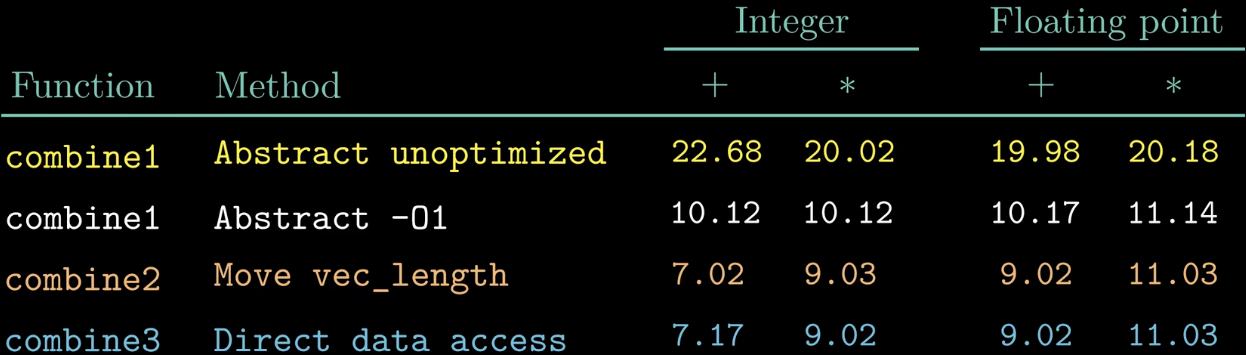 Integer Floating point
Function Method + * + *
combine1 Abstract unoptimized 22.68 20.02 19.98 20.18
combine1 Abstract -O1 10.12 10.12 10.17 11.14
combine2 Move vec_length 7.02 9.03 9.02 11.03
combine3 Direct data access 7.17 9.02 9.02 11.03